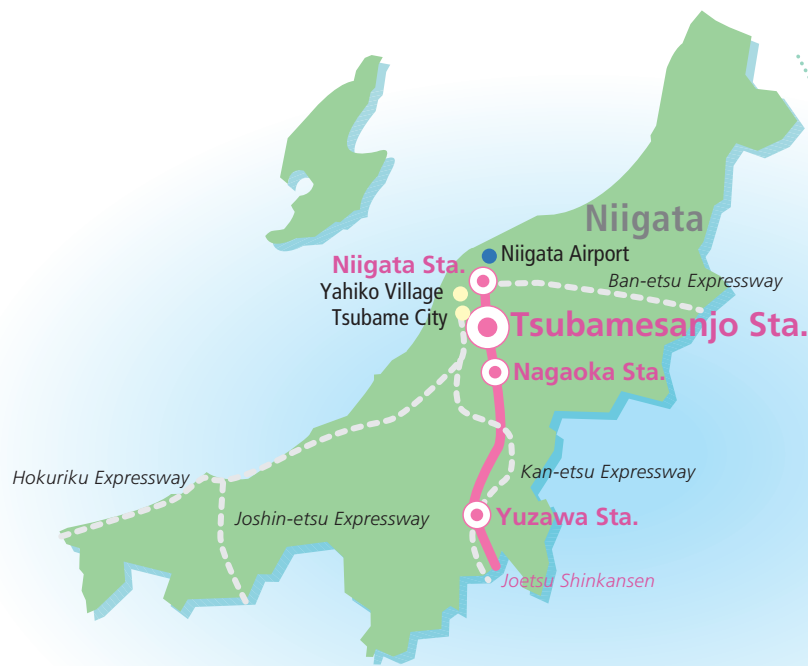 Niigata
Niigata Airport
Niigata Sta.
Ban-etsu Expressway
Yahiko Village
Tsubame City
Tsubamesanjo Sta.
Nagaoka Sta.
Hokuriku Expressway
Kan-etsu Expressway
Joshin-etsu Expressway
Yuzawa Sta.
Joetsu Shinkansen